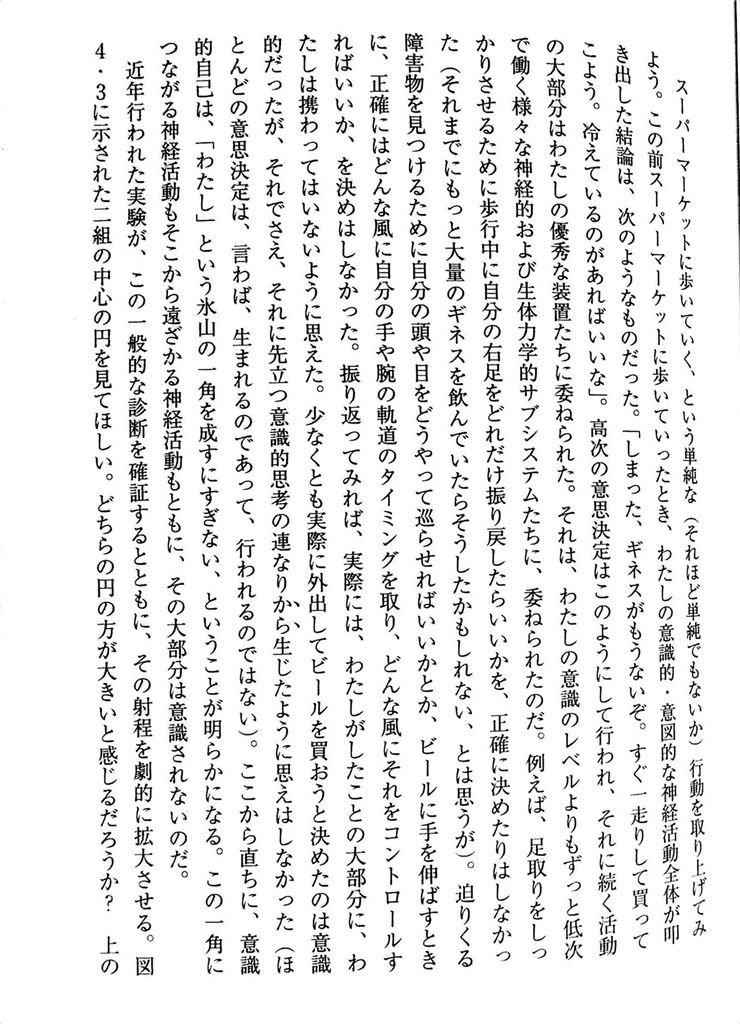 スーパーマーケットに歩いていく、という単純な（それほど単純でもないか）行動を取り上げてみ
よう。この前スーパーマーケットに歩いていったとき、わたしの意識的・意図的な神経活動全体が叩
き出した結論は、次のようなものだった。「しまった、ギネスがもうないぞ。すぐ一走りして買って
こよう。冷えているのがあればいいな」。高次の意思決定はこのようにして行われ、それに続く活動
の大部分はわたしの優秀な装置たちに委ねられた。それは、わたしの意識のレベルよりもずっと低次
で働く様々な神経的および生体力学的サブシステムたちに、委ねられたのだ。例えば、足取りをしっ
かりさせるために歩行中に自分の右足をどれだけ振り戻したらいいかを、正確に決めたりはしなかっ
た（それまでにもっと大量のギネスを飲んでいたらそうしたかもしれない、とは思うが）。迫りくる
障害物を見つけるために自分の頭や目をどうやって巡らせればいいかとか、ビールに手を伸ばすとき
に、正確にはどんな風に自分の手や腕の軌道のタイミングを取り、どんな風にそれをコントロールす
ればいいか、を決めはしなかった。振り返ってみれば、実際には、わたしがしたことの大部分に、わ
たしは携わってはいないように思えた。少なくとも実際に外出してビールを買おうと決めたのは意識
的だったが、それでさえ、それに先立つ意識的思考の連なりから生じたように思えはしなかった（ほ
とんどの意思決定は、言わば、生まれるのであって、行われるのではない）。ここから直ちに、意識
的自己は、「わたし」という氷山の一角を成すにすぎない、ということが明らかになる。この一角に
つながる神経活動もそこから遠ざかる神経活動もともに、その大部分は意識されないのだ。
近年行われた実験が、この一般的な診断を確証するとともに、その射程を劇的に拡大させる。図
4・3に示された二組の中心の円を見てほしい。どちらの円の方が大きいと感じるだろうか？　上の